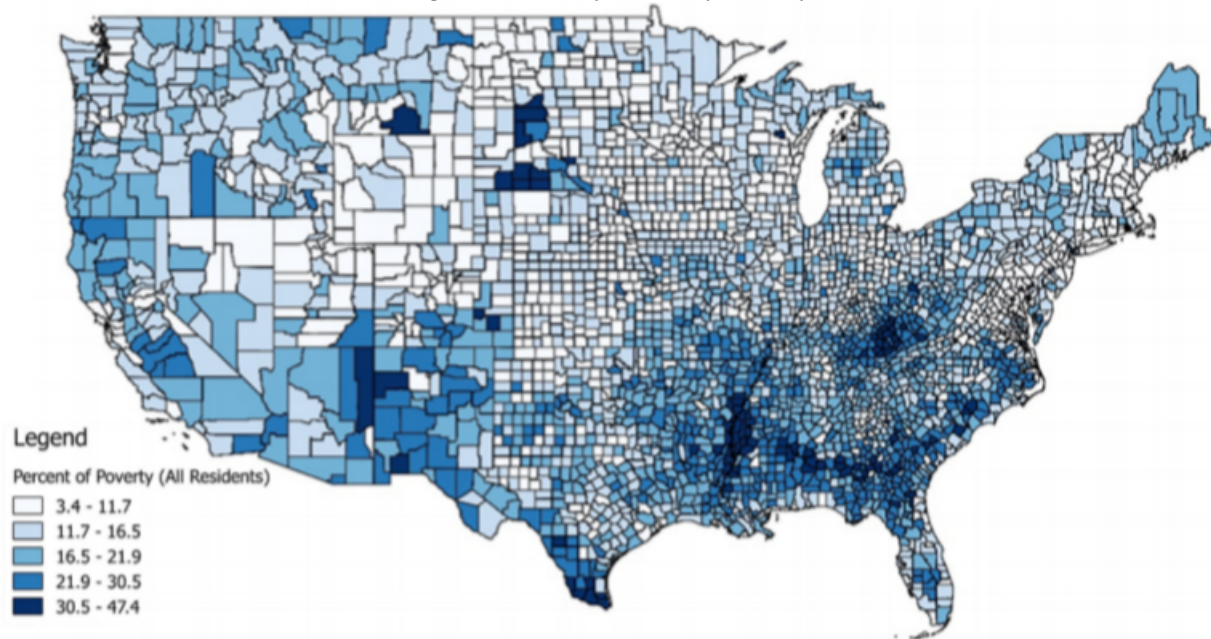 Legend
Percent of Poverty (All Residents)
3.4 - 11.7
11.7 - 16.5
16.5 - 21.9
21.9 - 30.5
30.5 - 47.4